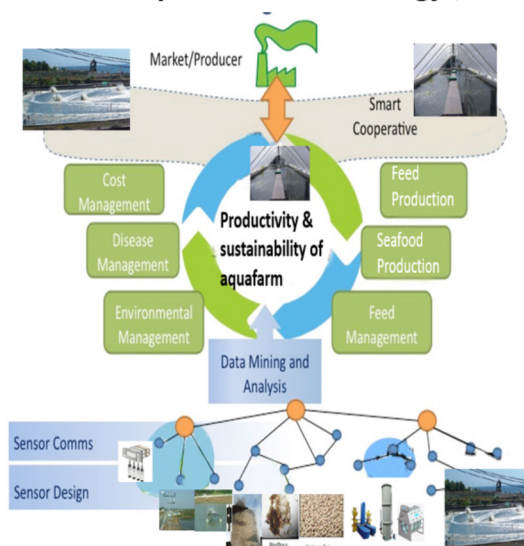 Market/Producer
Smart
Cooperative
Cost
Management
Feed
Production
Disease
Management
Productivity &
sustainability of
aquafarm
Seafood
Production
Environmental
Management
Feed
Management
Data Mining and
Analysis
Sensor Comms
Sensor Design